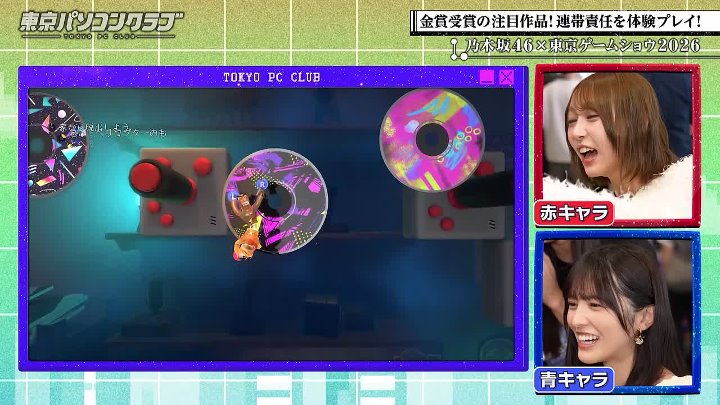 東京パソコンクラブ
TOKYO PC CLUB
金賞受賞の注目作品!連帯責任を体験プレイ!
乃木坂46×東京ゲームショウ2026
TOKYO PC CLUB
R
赤キャラ
青キャラ